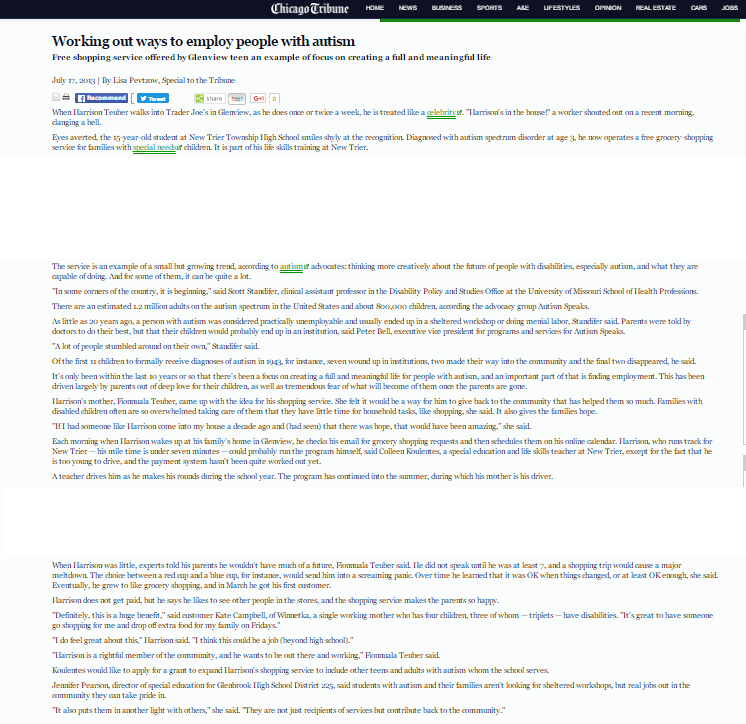 Chicago Tribune
HOME NEWS BUSINESS SPORTS A&E LIFESTYLES OPINION REAL ESTATE CARS JOBS
Working out ways to employ people with autism
Free shopping service offered by Glenview teen an example of focus on creating a full and meaningful life
July 17, 2013 | By Lisa Pevtzow, Special to the Tribune
Recommend Tweet share 1551 G+1 0
When Harrison Teuber walks into Trader Joe's in Glenview, as he does once or twice a week, he is treated like a celebrity. "Harrison's in the house!" a worker shouted out on a recent morning,
clanging a bell.
Eyes averted, the 15-year-old student at New Trier Township High School smiles shyly at the recognition. Diagnosed with autism spectrum disorder at age 3, he now operates a free grocery-shopping
service for families with special needs children. It is part of his life skills training at New Trier.
The service is an example of a small but growing trend, according to autism advocates: thinking more creatively about the future of people with disabilities, especially autism, and what they are
capable of doing. And for some of them, it can be quite a lot.
"In some corners of the country, it is beginning," said Scott Standifer, clinical assistant professor in the Disability Policy and Studies Office at the University of Missouri School of Health Professions.
There are an estimated 1.2 million adults on the autism spectrum in the United States and about 800,000 children, according the advocacy group Autism Speaks.
As little as 20 years ago, a person with autism was considered practically unemployable and usually ended up in a sheltered workshop or doing menial labor, Standifer said. Parents were told by
doctors to do their best, but that their children would probably end up in an institution, said Peter Bell, executive vice president for programs and services for Autism Speaks.
"A lot of people stumbled around on their own," Standifer said.
Of the first 11 children to formally receive diagnoses of autism in 1943, for instance, seven wound up in institutions, two made their way into the community and the final two disappeared, he said.
It's only been within the last 10 years or so that there's been a focus on creating a full and meaningful life for people with autism, and an important part of that is finding employment. This has been
driven largely by parents out of deep love for their children, as well as tremendous fear of what will become of them once the parents are gone.
Harrison's mother, Fionnuala Teuber, came up with the idea for his shopping service. She felt it would be a way for him to give back to the community that has helped them so much. Families with
disabled children often are so overwhelmed taking care of them that they have little time for household tasks, like shopping, she said. It also gives the families hope.
"If I had someone like Harrison come into my house a decade ago and (had seen) that there was hope, that would have been amazing," she said.
Each morning when Harrison wakes up at his family's home in Glenview, he checks his email for grocery shopping requests and then schedules them on his online calendar. Harrison, who runs track for
New Trier — his mile time is under seven minutes — could probably run the program himself, said Colleen Koulentes, a special education and life skills teacher at New Trier, except for the fact that he
is too young to drive, and the payment system hasn't been quite worked out yet.
A teacher drives him as he makes his rounds during the school year. The program has continued into the summer, during which his mother is his driver.
When Harrison was little, experts told his parents he wouldn't have much of a future, Fionnuala Teuber said. He did not speak until he was at least 7, and a shopping trip would cause a major
meltdown. The choice between a red cup and a blue cup, for instance, would send him into a screaming panic. Over time he learned that it was OK when things changed, or at least OK enough, she said.
Eventually, he grew to like grocery shopping, and in March he got his first customer.
Harrison does not get paid, but he says he likes to see other people in the stores, and the shopping service makes the parents so happy.
"Definitely, this is a huge benefit," said customer Kate Campbell, of Winnetka, a single working mother who has four children, three of whom — triplets — have disabilities. "It's great to have someone
go shopping for me and drop off extra food for my family on Fridays."
"I do feel great about this," Harrison said. "I think this could be a job (beyond high school)."
"Harrison is a rightful member of the community, and he wants to be out there and working," Fionnuala Teuber said.
Koulentes would like to apply for a grant to expand Harrison's shopping service to include other teens and adults with autism whom the school serves.
Jennifer Pearson, director of special education for Glenbrook High School District 225, said students with autism and their families aren't looking for sheltered workshops, but real jobs out in the
community they can take pride in.
"It also puts them in another light with others," she said. "They are not just recipients of services but contribute back to the community."